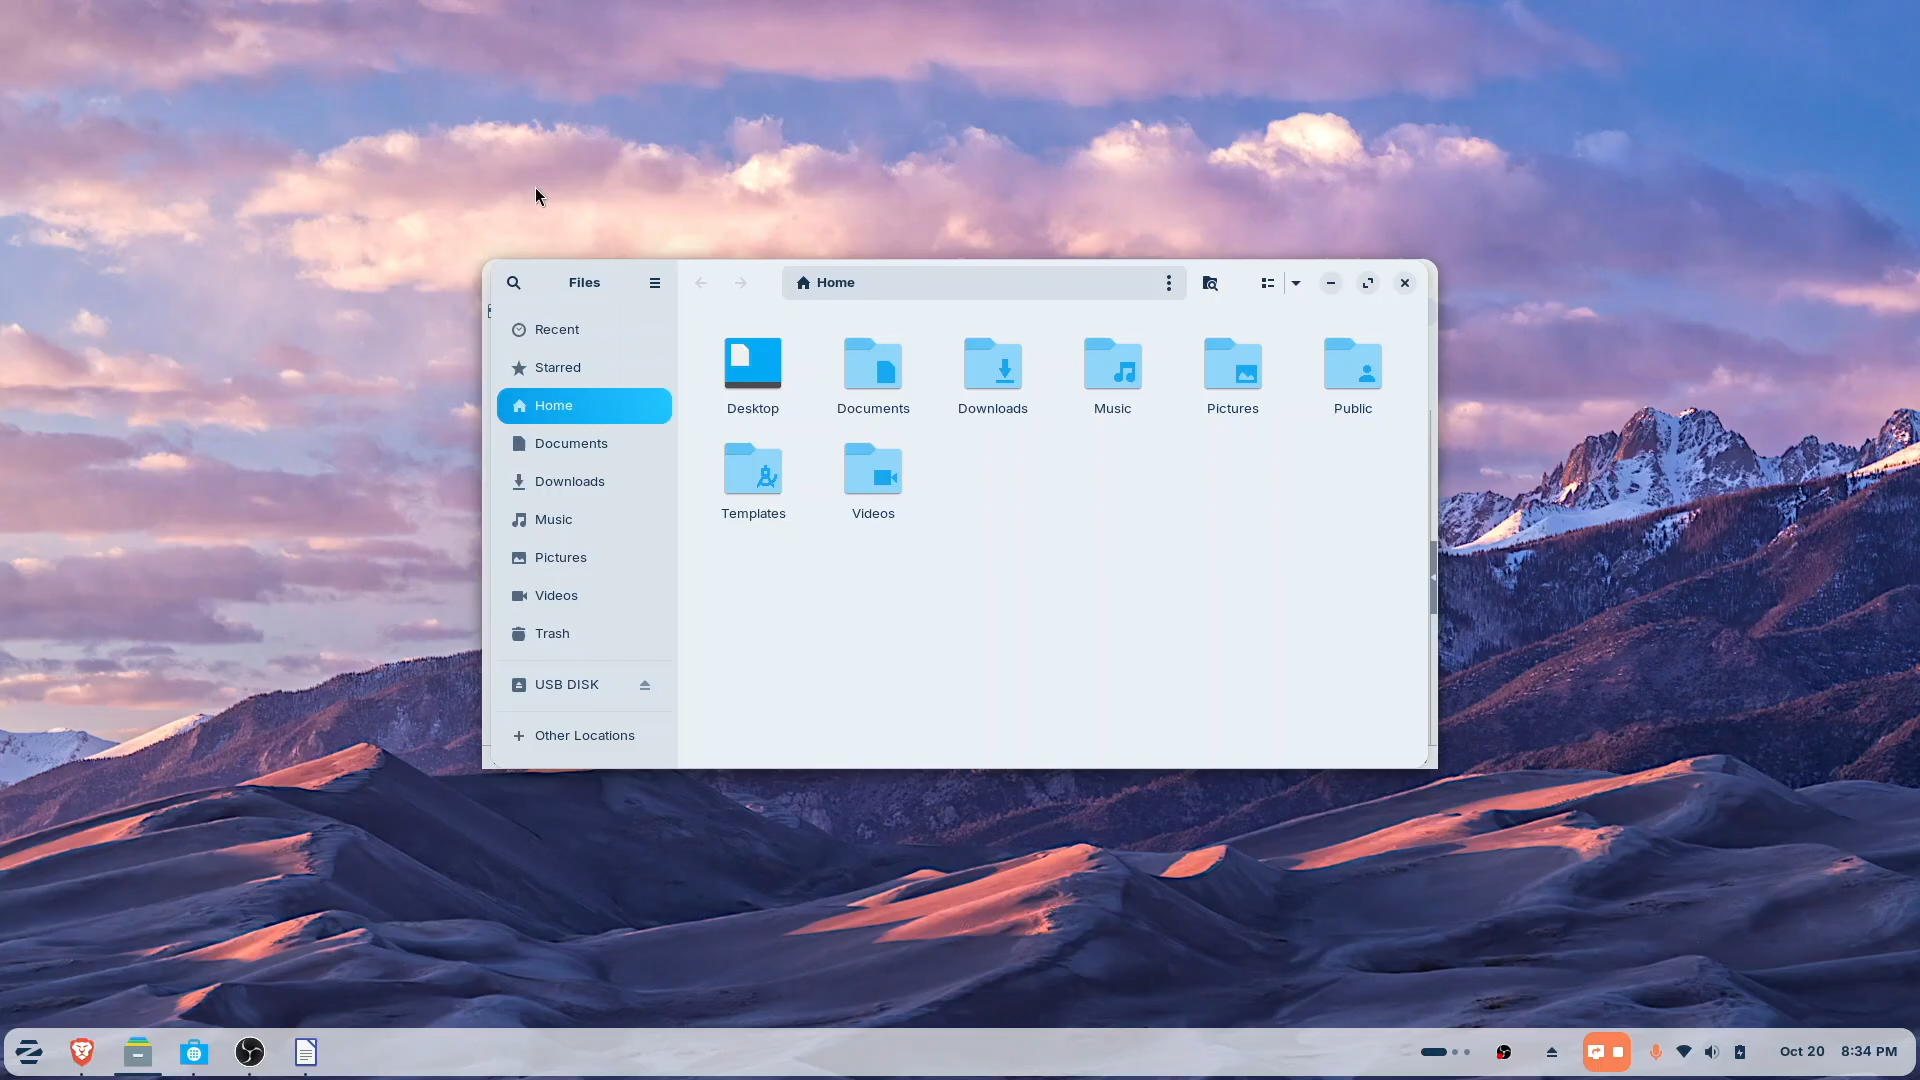 Files
Home
Recent
Starred
Home
Documents
Downloads
Music
Pictures
Videos
Trash
USB DISK
Other Locations
Desktop
Documents
Downloads
Music
Pictures
Public
Templates
Videos
Oct 20
8:34 PM